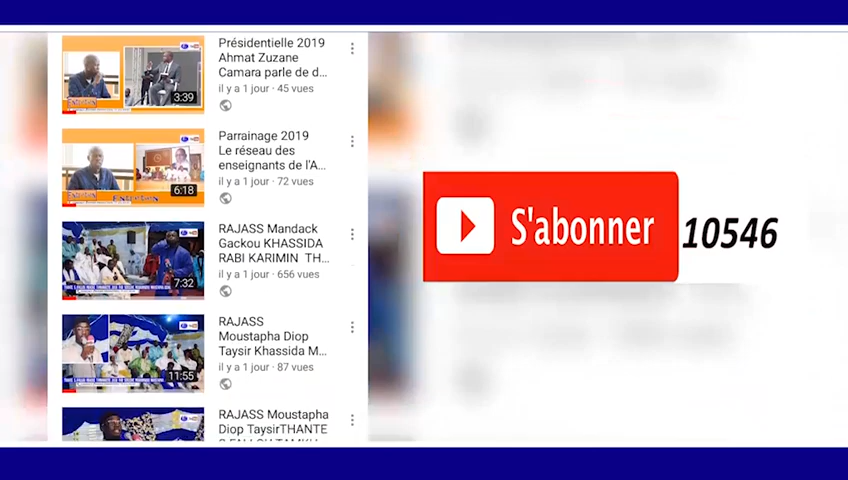 Présidentielle 2019
Ahmat Zuzane
Camara parle de d...
il y a 1 jour · 45 vues
3:39
Parrainage 2019
Le réseau des
enseignants de l'A...
il y a 1 jour · 72 vues
6:18
RAJASS Mandack
Gackou KHASSIDA
RABI KARIMIN TH...
il y a 1 jour · 656 vues
7:32
RAJASS
Moustapha Diop
Taysir Khassida M...
il y a 1 jour · 87 vues
11:55
RAJASS Moustapha
Diop TaysirTHANTE
S'abonner
10546